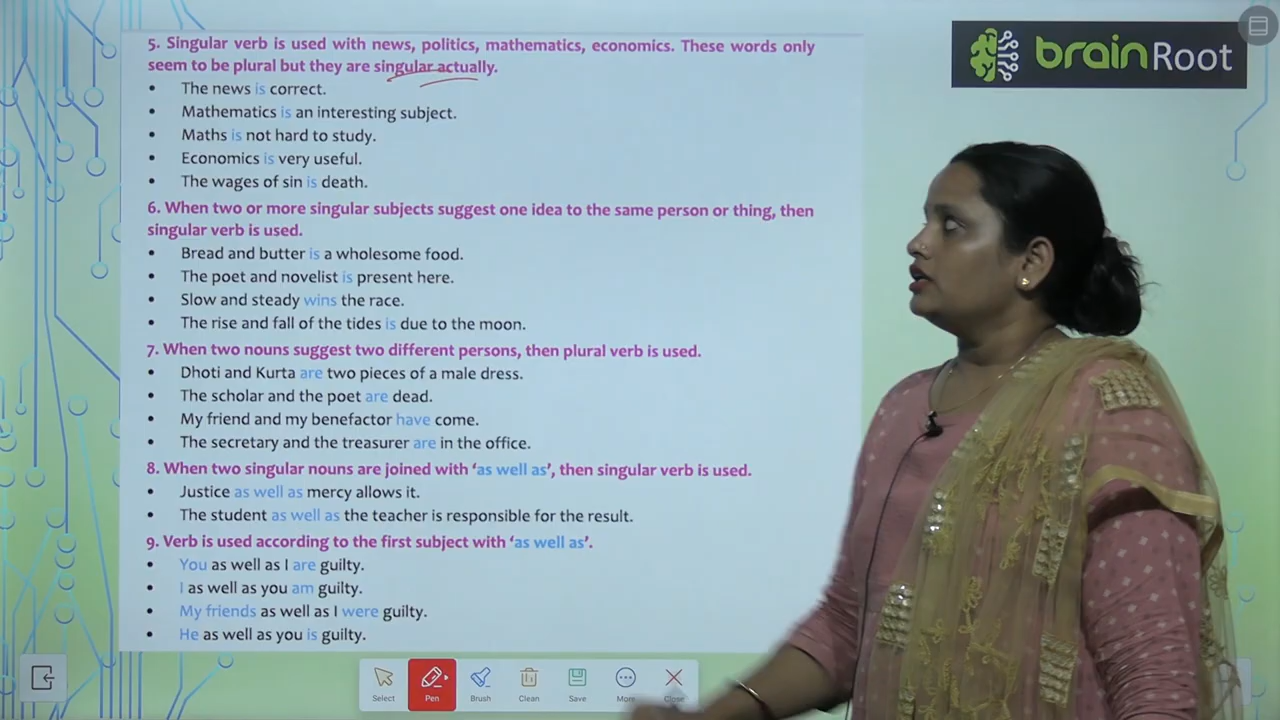 5. Singular verb is used with news, politics, mathematics, economics. These words only
seem to be plural but they are singular actually.
• The news is correct.
• Mathematics is an interesting subject.
• Maths is not hard to study.
• Economics is very useful.
• The wages of sin is death.
6. When two or more singular subjects suggest one idea to the same person or thing, then
singular verb is used.
• Bread and butter is a wholesome food.
• The poet and novelist is present here.
• Slow and steady wins the race.
• The rise and fall of the tides is due to the moon.
7. When two nouns suggest two different persons, then plural verb is used.
• Dhoti and Kurta are two pieces of a male dress.
• The scholar and the poet are dead.
• My friend and my benefactor have come.
• The secretary and the treasurer are in the office.
8. When two singular nouns are joined with ‘as well as’, then singular verb is used.
• Justice as well as mercy allows it.
• The student as well as the teacher is responsible for the result.
9. Verb is used according to the first subject with ‘as well as’.
• You as well as I are guilty.
• I as well as you am guilty.
• My friends as well as I were guilty.
• He as well as you is guilty.
brainRoot
Select Pen Brush Clean Save More Close